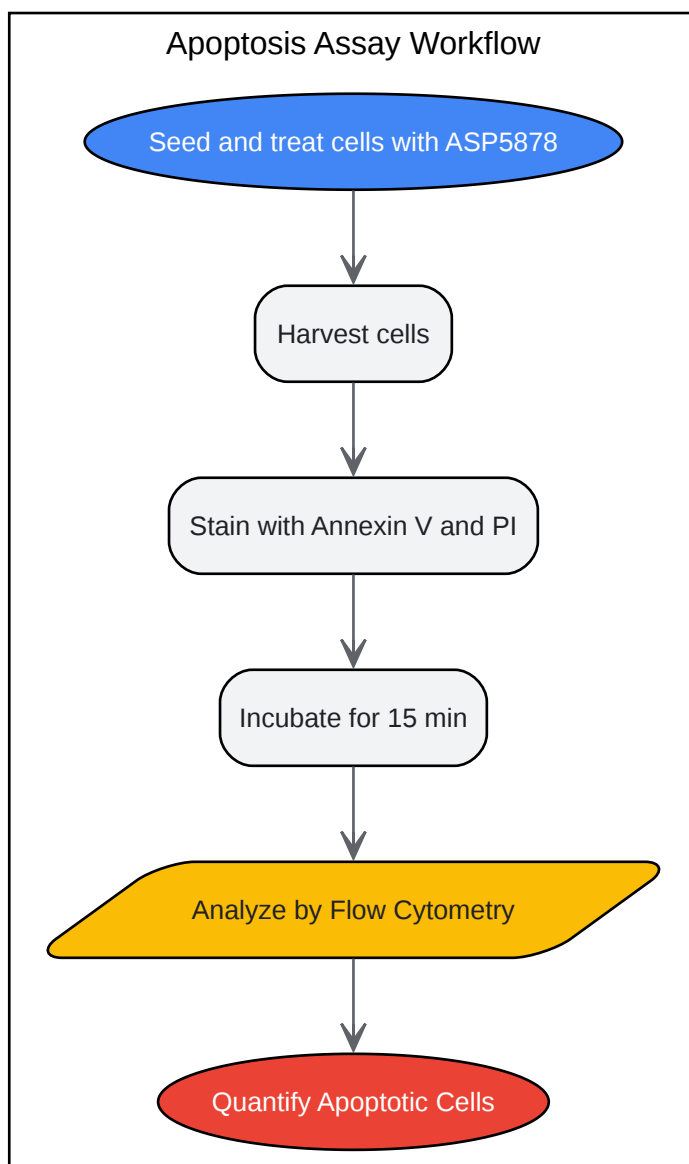 Apoptosis Assay Workflow
Seed and treat cells with ASP5878
Harvest cells
Stain with Annexin V and PI
Incubate for 15 min
Analyze by Flow Cytometry
Quantify Apoptotic Cells